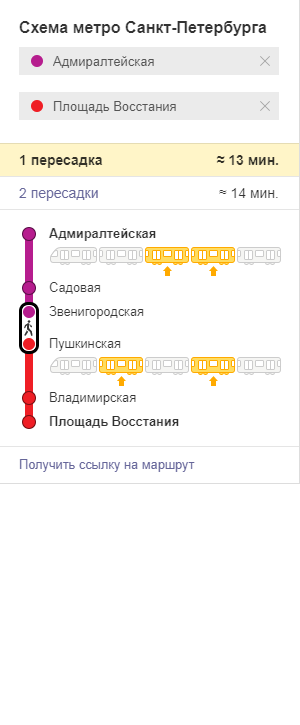 Схема метро Санкт-Петербурга
Адмиралтейская
Площадь Восстания
1 пересадка ≈ 13 мин.
2 пересадки ≈ 14 мин.
Адмиралтейская
Садовая
Звенигородская
Пушкинская
Владимирская
Площадь Восстания
Получить ссылку на маршрут